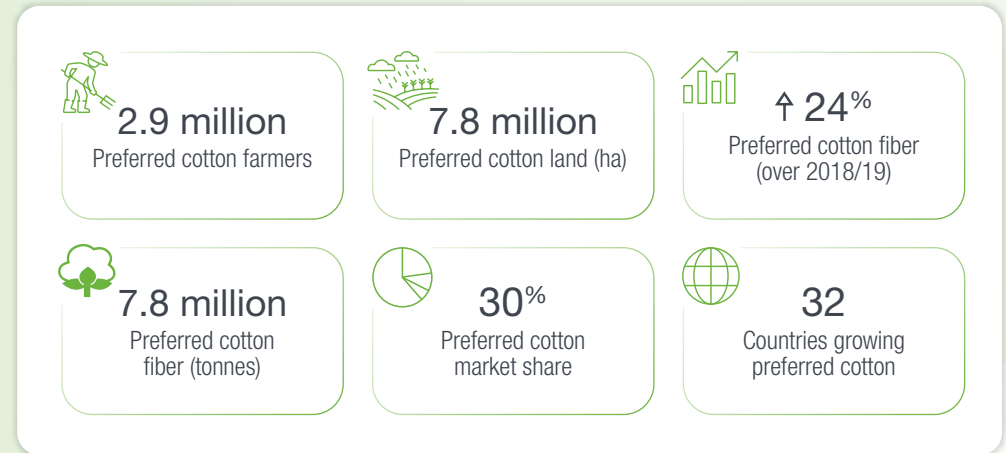 2.9 million
Preferred cotton farmers
7.8 million
Preferred cotton land (ha)
24%
Preferred cotton fiber
(over 2018/19)
7.8 million
Preferred cotton
fiber (tonnes)
30%
Preferred cotton
market share
32
Countries growing
preferred cotton